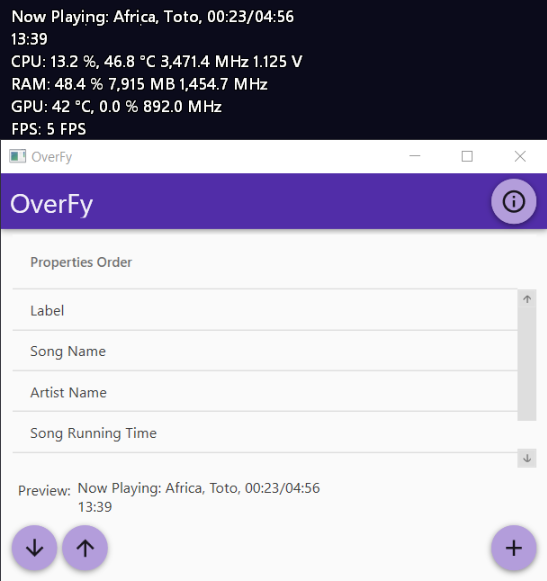 Now Playing: Africa, Toto, 00:23/04:56
13:39
CPU: 13.2 %, 46.8 °C 3,471.4 MHz 1.125 V
RAM: 48.4 % 7,915 MB 1,454.7 MHz
GPU: 42 °C, 0.0 % 892.0 MHz
FPS: 5 FPS
OverFy
OverFy
Properties Order
Label
Song Name
Artist Name
Song Running Time
Preview: Now Playing: Africa, Toto, 00:23/04:56
13:39